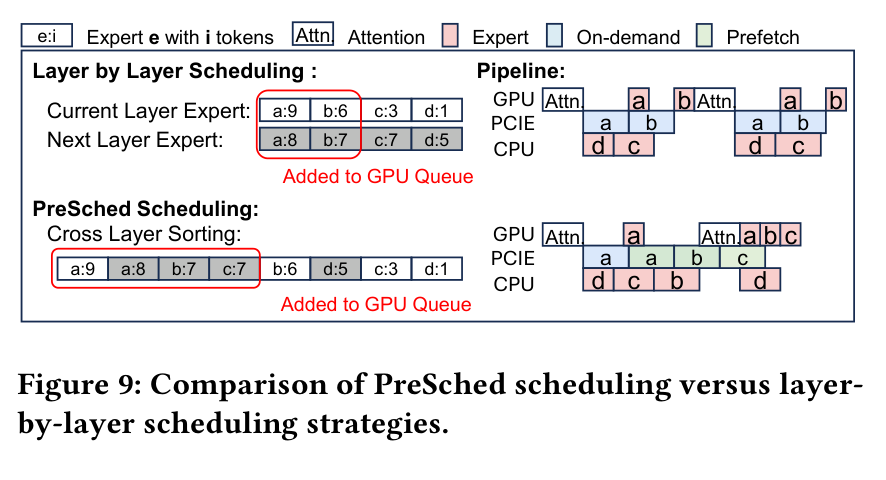 e:i Expert e with i tokens Attn. Attention Expert On-demand Prefetch
Layer by Layer Scheduling :
Current Layer Expert: a:9 b:6 c:3 d:1
Next Layer Expert: a:8 b:7 c:7 d:5
Added to GPU Queue
Pipeline:
GPU Attn. a b Attn. a b
PCIE a b a b
CPU d c d c
PreSched Scheduling:
Cross Layer Sorting:
a:9 a:8 b:7 c:7 b:6 d:5 c:3 d:1
Added to GPU Queue
GPU Attn. a Attn. a b c
PCIE a a b c
CPU d c b d
Figure 9: Comparison of PreSched scheduling versus layer-
by-layer scheduling strategies.